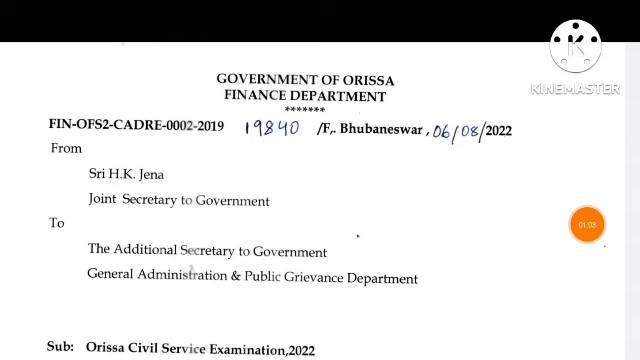 KINEMASTER
GOVERNMENT OF ORISSA
FINANCE DEPARTMENT
*******
FIN-OFS2-CADRE-0002-2019 19840 /F,. Bhubaneswar, 06/08/2022
From
Sri H.K. Jena
Joint Secretary to Government
01:03
To
The Additional Secretary to Government
General Administration & Public Grievance Department
Sub: Orissa Civil Service Examination,2022